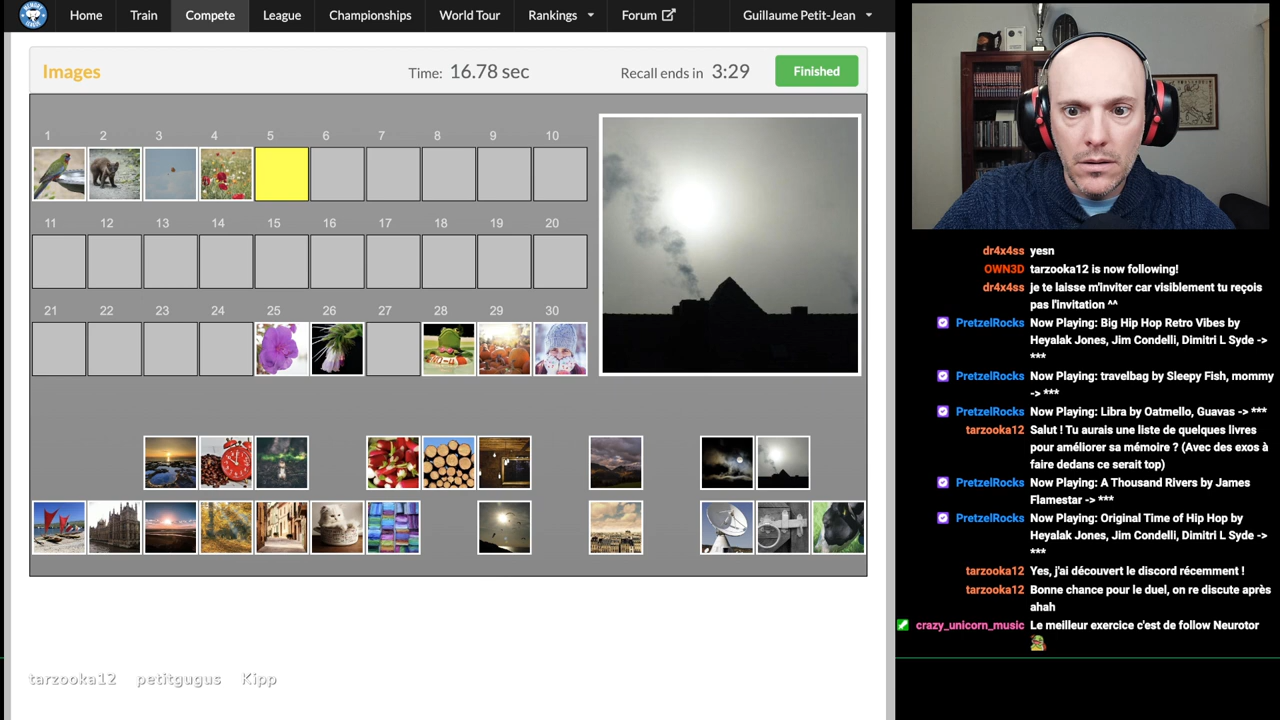 Home Train Compete League Championships World Tour Rankings Forum Guillaume Petit-Jean
Images Time: 16.78 sec Recall ends in 3:29 Finished
1 2 3 4 5 6 7 8 9 10
11 12 13 14 15 16 17 18 19 20
21 22 23 24 25 26 27 28 29 30
tarzooka12 petitgugus Kipp
dr4x4ss yesn
OWN3D tarzooka12 is now following!
dr4x4ss je te laisse m'inviter car visiblement tu reçois
pas l'invitation ^^
PretzelRocks Now Playing: Big Hip Hop Retro Vibes by
Heyalak Jones, Jim Condelli, Dimitri L Syde ->
***
PretzelRocks Now Playing: travelbag by Sleepy Fish, mommy
-> ***
PretzelRocks Now Playing: Libra by Oatmello, Guavas -> ***
tarzooka12 Salut ! Tu aurais une liste de quelques livres
pour améliorer sa mémoire ? (Avec des exos à
faire dedans ce serait top)
PretzelRocks Now Playing: A Thousand Rivers by James
Flamestar -> ***
PretzelRocks Now Playing: Original Time of Hip Hop by
Heyalak Jones, Jim Condelli, Dimitri L Syde ->
***
tarzooka12 Yes, j'ai découvert le discord récemment !
tarzooka12 Bonne chance pour le duel, on re discute après
ahah
crazy_unicorn_music Le meilleur exercice c'est de follow Neurotor